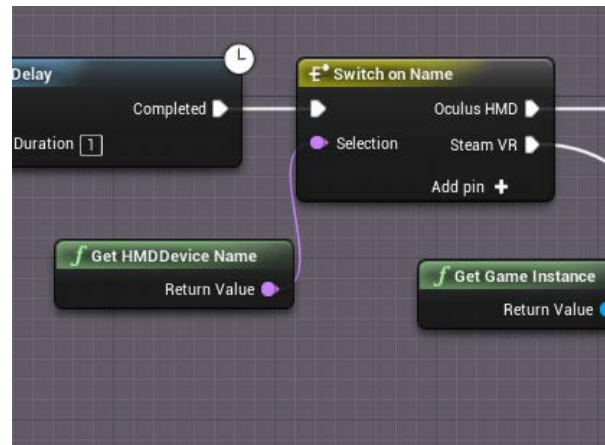 Delay
Completed
Duration 1
Switch on Name
Oculus HMD
Selection
Steam VR
Add pin
f Get HMDDevice Name
Return Value
f Get Game Instance
Return Value